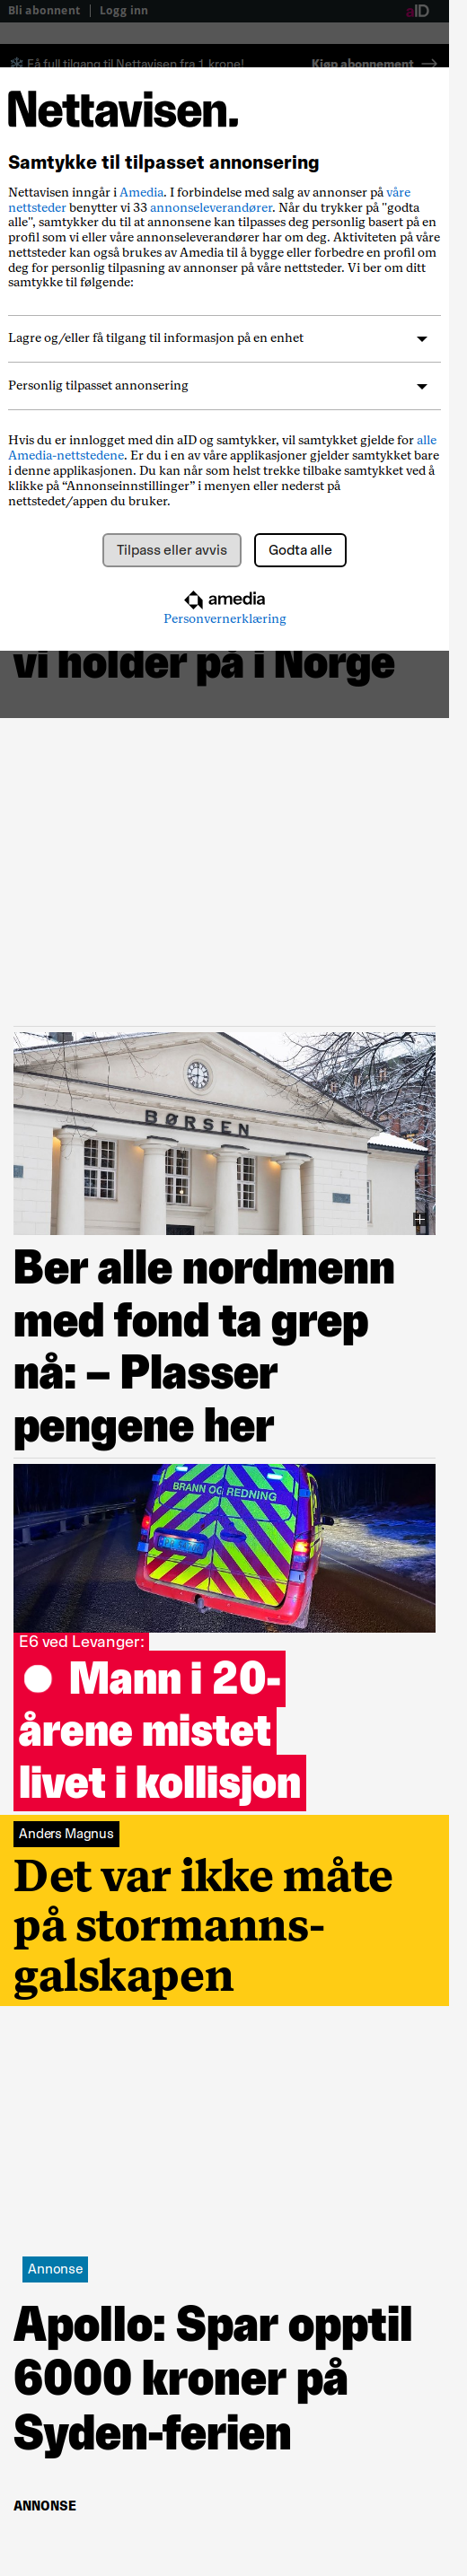 Bli abonnent | Logg inn
aID
Få full tilgang til Nettavisen fra 1 krone!
Kjøp abonnement →
Nettavisen.
Samtykke til tilpasset annonsering
Nettavisen inngår i Amedia. I forbindelse med salg av annonser på våre
nettsteder benytter vi 33 annonseleverandører. Når du trykker på "godta
alle", samtykker du til at annonsene kan tilpasses deg personlig basert på en
profil som vi eller våre annonseleverandører har om deg. Aktiviteten på våre
nettsteder kan også brukes av Amedia til å bygge eller forbedre en profil om
deg for personlig tilpasning av annonser på våre nettsteder. Vi ber om ditt
samtykke til følgende:
Lagre og/eller få tilgang til informasjon på en enhet
Personlig tilpasset annonsering
Hvis du er innlogget med din aID og samtykker, vil samtykket gjelde for alle
Amedia-nettstedene. Er du i en av våre applikasjoner gjelder samtykket bare
i denne applikasjonen. Du kan når som helst trekke tilbake samtykket ved å
klikke på “Annonseinnstillinger” i menyen eller nederst på
nettstedet/appen du bruker.
Tilpass eller avvis
Godta alle
amedia
Personvernerklæring
vi holder på i Norge
BØRSEN
Ber alle nordmenn
med fond ta grep
nå: – Plasser
pengene her
BRANN OG REDNING
E6 ved Levanger:
● Mann i 20-
årene mistet
livet i kollisjon
Anders Magnus
Det var ikke måte
på stormanns-
galskapen
Annonse
Apollo: Spar opptil
6000 kroner på
Syden-ferien
ANNONSE